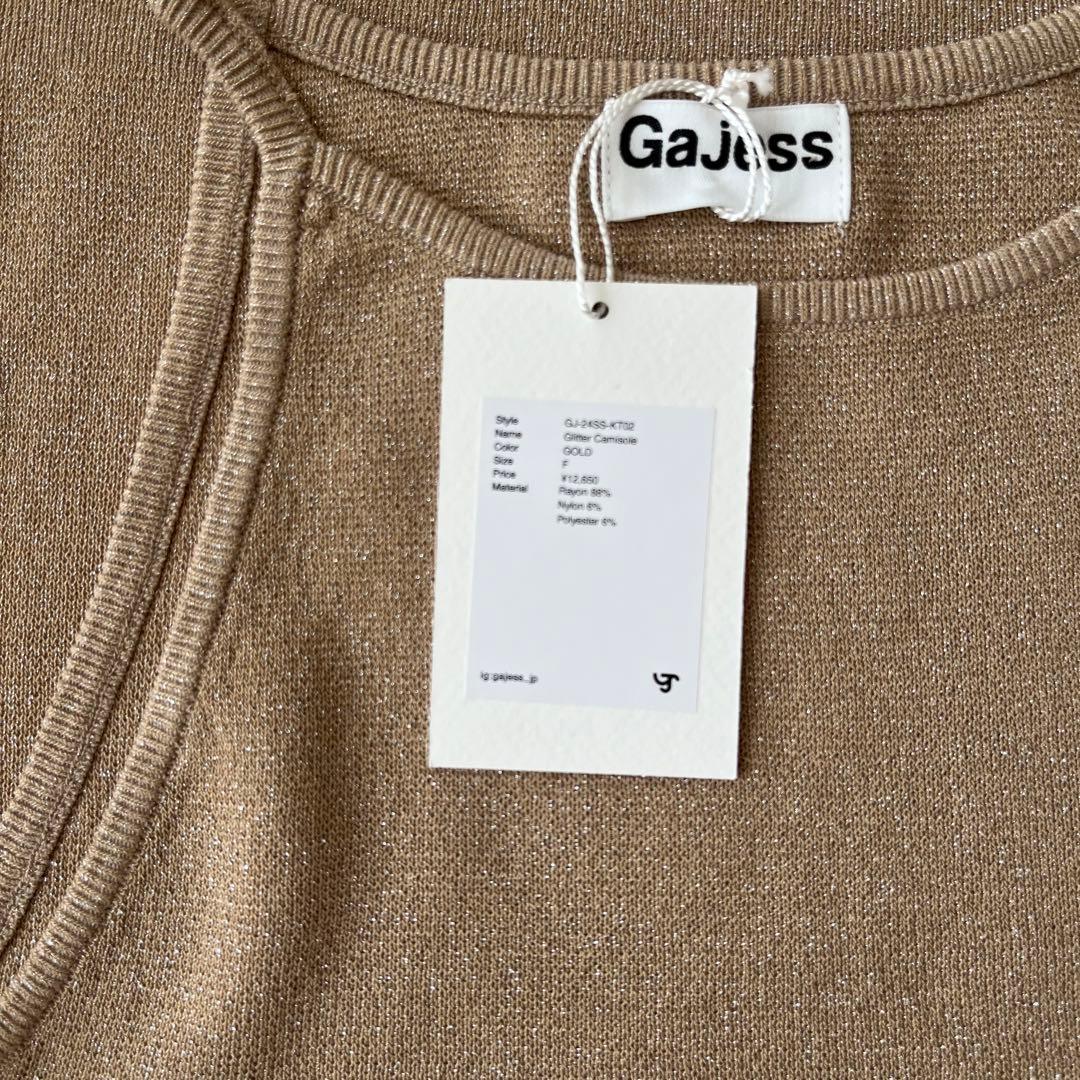 Gajess
Style GJ-24SS-KT02
Name Glitter Camisole
Color GOLD
Size F
Price ¥12,650
Material Rayon 88%
Nylon 6%
Polyester 6%
ig:gajess_jp